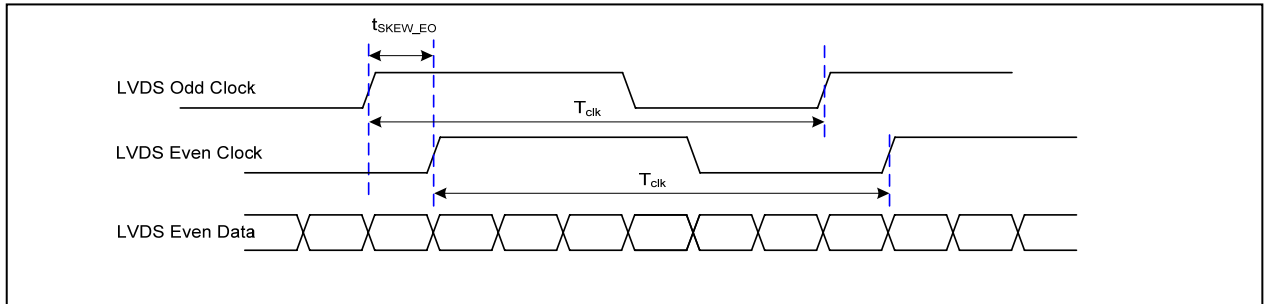 tSKEW_EO
LVDS Odd Clock
Tclk
LVDS Even Clock
Tclk
LVDS Even Data